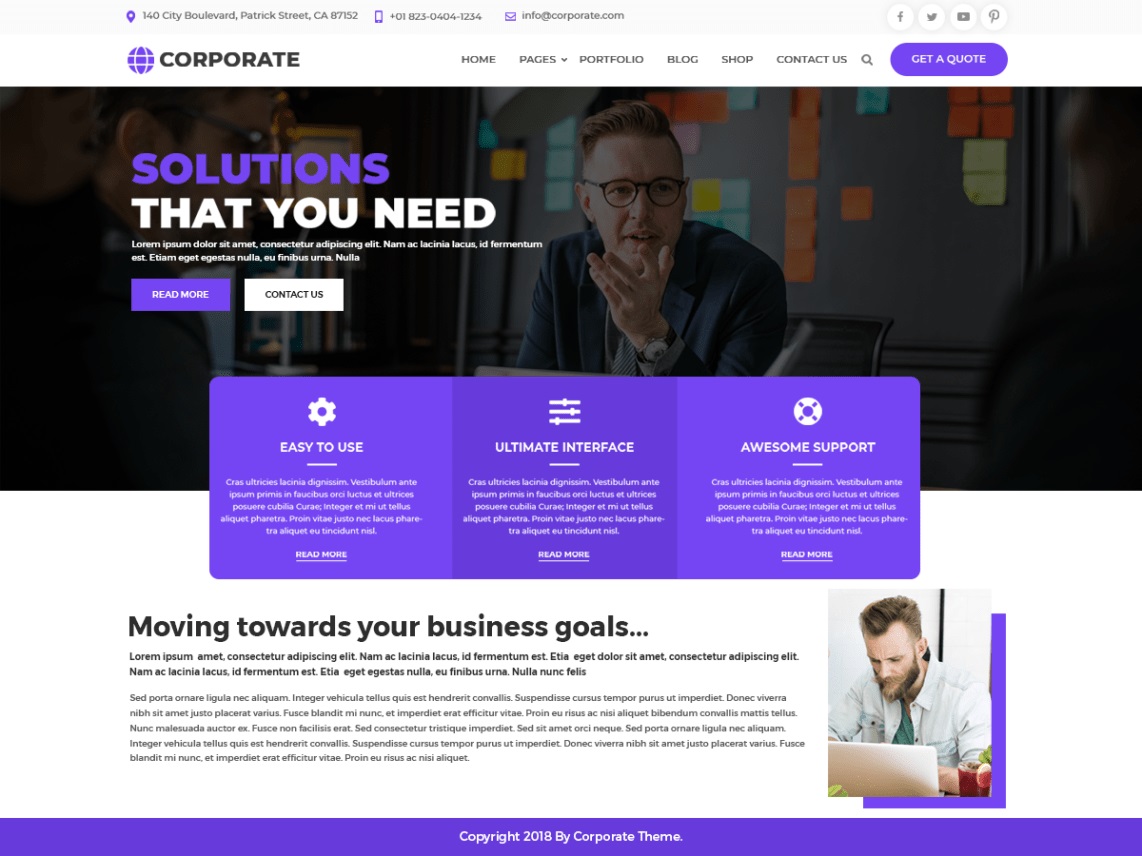 140 City Boulevard, Patrick Street, CA 87152 +01 823-0404-1234 info@corporate.com
CORPORATE HOME PAGES PORTFOLIO BLOG SHOP CONTACT US GET A QUOTE
SOLUTIONS
THAT YOU NEED
Lorem ipsum dolor sit amet, consectetur adipiscing elit. Nam ac lacinia lacus, id fermentum
est. Etiam eget egestas nulla, eu finibus urna. Nulla
READ MORE CONTACT US
EASY TO USE
Cras ultricies lacinia dignissim. Vestibulum ante
ipsum primis in faucibus orci luctus et ultrices
posuere cubilia Curae; Integer et mi ut tellus
aliquet pharetra. Proin vitae justo nec lacus phare-
tra aliquet eu tincidunt nisl.
READ MORE
ULTIMATE INTERFACE
Cras ultricies lacinia dignissim. Vestibulum ante
ipsum primis in faucibus orci luctus et ultrices
posuere cubilia Curae; Integer et mi ut tellus
aliquet pharetra. Proin vitae justo nec lacus phare-
tra aliquet eu tincidunt nisl.
READ MORE
AWESOME SUPPORT
Cras ultricies lacinia dignissim. Vestibulum ante
ipsum primis in faucibus orci luctus et ultrices
posuere cubilia Curae; Integer et mi ut tellus
aliquet pharetra. Proin vitae justo nec lacus phare-
tra aliquet eu tincidunt nisl.
READ MORE
Moving towards your business goals...
Lorem ipsum amet, consectetur adipiscing elit. Nam ac lacinia lacus, id fermentum est. Etia eget dolor sit amet, consectetur adipiscing elit.
Nam ac lacinia lacus, id fermentum est. Etia eget egestas nulla, eu finibus urna. Nulla nunc felis
Sed porta ornare ligula nec aliquam. Integer vehicula tellus quis est hendrerit convallis. Suspendisse cursus tempor purus ut imperdiet. Donec viverra
nibh sit amet justo placerat varius. Fusce blandit mi nunc, et imperdiet erat efficitur vitae. Proin eu risus ac nisi aliquet bibendum convallis mattis tellus.
Nunc malesuada auctor ex. Fusce non facilisis erat. Sed consectetur tristique imperdiet. Sed sit amet orci neque. Sed porta ornare ligula nec aliquam.
Integer vehicula tellus quis est hendrerit convallis. Suspendisse cursus tempor purus ut imperdiet. Donec viverra nibh sit amet justo placerat varius. Fusce
blandit mi nunc, et imperdiet erat efficitur vitae. Proin eu risus ac nisi aliquet.
Copyright 2018 By Corporate Theme.